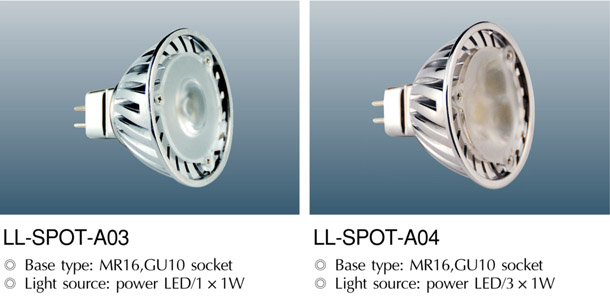 LL-SPOT-A03
◎ Base type: MR16,GU10 socket
◎ Light source: power LED/1×1W
LL-SPOT-A04
◎ Base type: MR16,GU10 socket
◎ Light source: power LED/3×1W